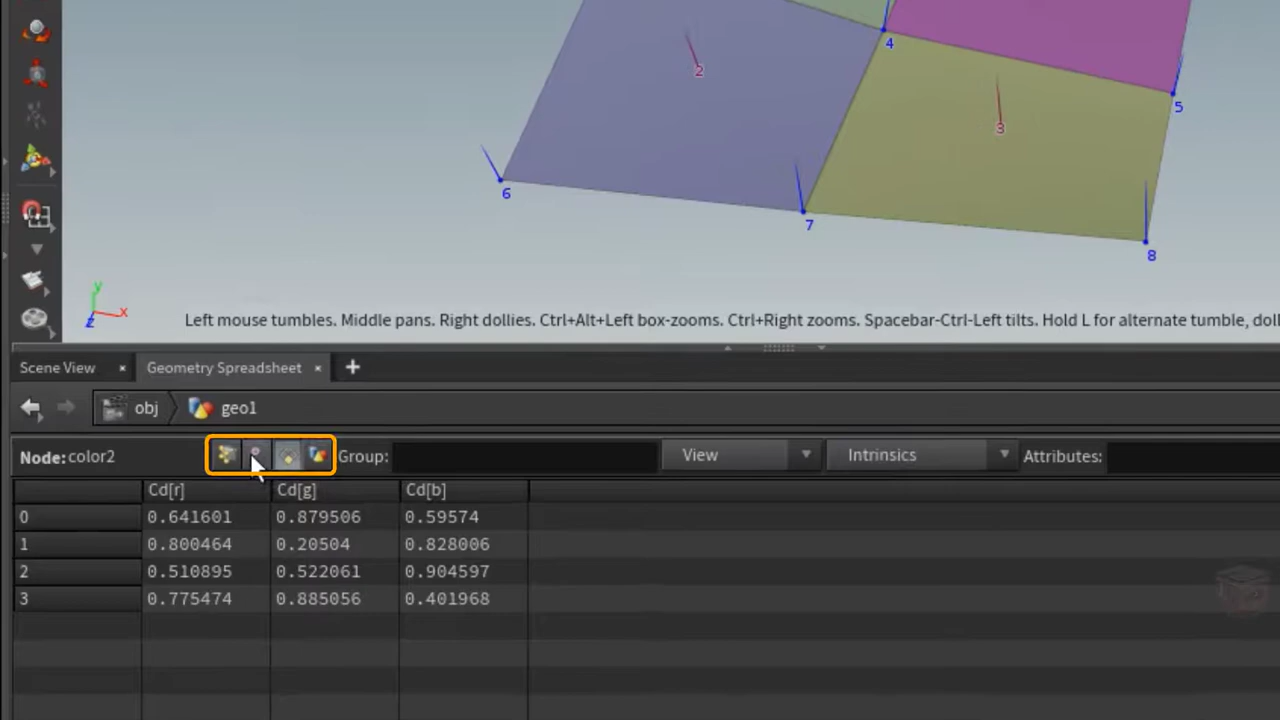 4
2
5
3
6
7
8
y
x
z
Left mouse tumbles. Middle pans. Right dollies. Ctrl+Alt+Left box-zooms. Ctrl+Right zooms. Spacebar-Ctrl-Left tilts. Hold L for alternate tumble, doll
Scene View × Geometry Spreadsheet × +
obj geo1
Node: color2 Group: View Intrinsics Attributes:
Cd[r] Cd[g] Cd[b]
0 0.641601 0.879506 0.59574
1 0.800464 0.20504 0.828006
2 0.510895 0.522061 0.904597
3 0.775474 0.885056 0.401968